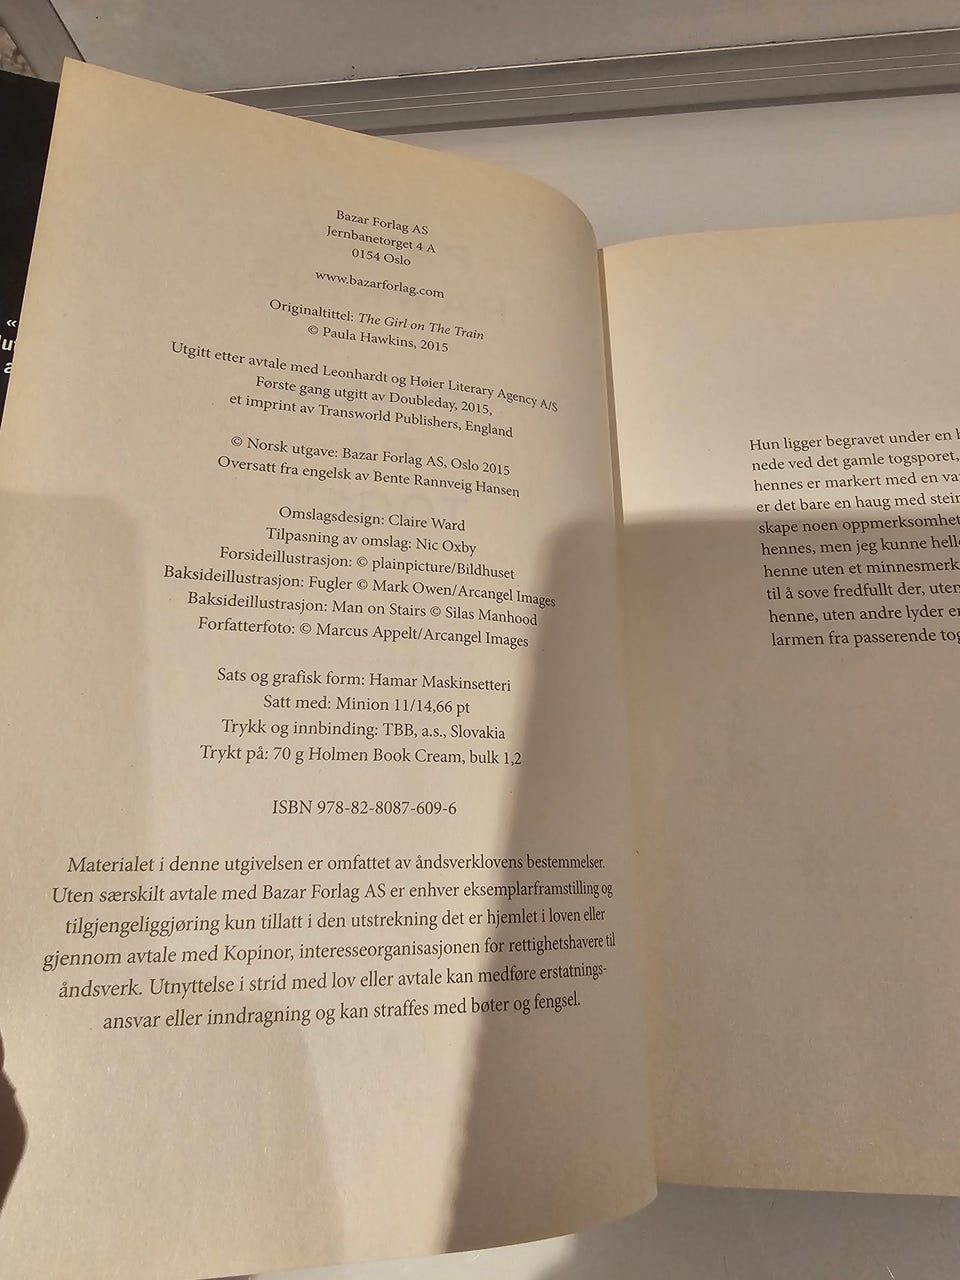 Bazar Forlag AS
Jernbanetorget 4 A
0154 Oslo
www.bazarforlag.com
Originaltittel: The Girl on The Train
© Paula Hawkins, 2015
Utgitt etter avtale med Leonhardt og Høier Literary Agency A/S
Første gang utgitt av Doubleday, 2015,
et imprint av Transworld Publishers, England
© Norsk utgave: Bazar Forlag AS, Oslo 2015
Oversatt fra engelsk av Bente Rannveig Hansen
Omslagsdesign: Claire Ward
Tilpasning av omslag: Nic Oxby
Forsideillustrasjon: © plainpicture/Bildhuset
Baksideillustrasjon: Fugler © Mark Owen/Arcangel Images
Baksideillustrasjon: Man on Stairs © Silas Manhood
Forfatterfoto: © Marcus Appelt/Arcangel Images
Sats og grafisk form: Hamar Maskinsetteri
Satt med: Minion 11/14,66 pt
Trykk og innbinding: TBB, a.s., Slovakia
Trykt på: 70 g Holmen Book Cream, bulk 1,2
ISBN 978-82-8087-609-6
Materialet i denne utgivelsen er omfattet av åndsverklovens bestemmelser.
Uten særskilt avtale med Bazar Forlag AS er enhver eksemplarframstilling og
tilgjengeliggjøring kun tillatt i den utstrekning det er hjemlet i loven eller
gjennom avtale med Kopinor, interesseorganisasjonen for rettighetshavere til
åndsverk. Utnyttelse i strid med lov eller avtale kan medføre erstatnings-
ansvar eller inndragning og kan straffes med bøter og fengsel.
Hun ligger begravet under en
nede ved det gamle togsporet,
hennes er markert med en
er det bare en haug med
skape noen oppmerksomhet
hennes, men jeg kunne
henne uten et
til å sove fredfullt der, uten
henne, uten andre lyder
larmen fra passerende